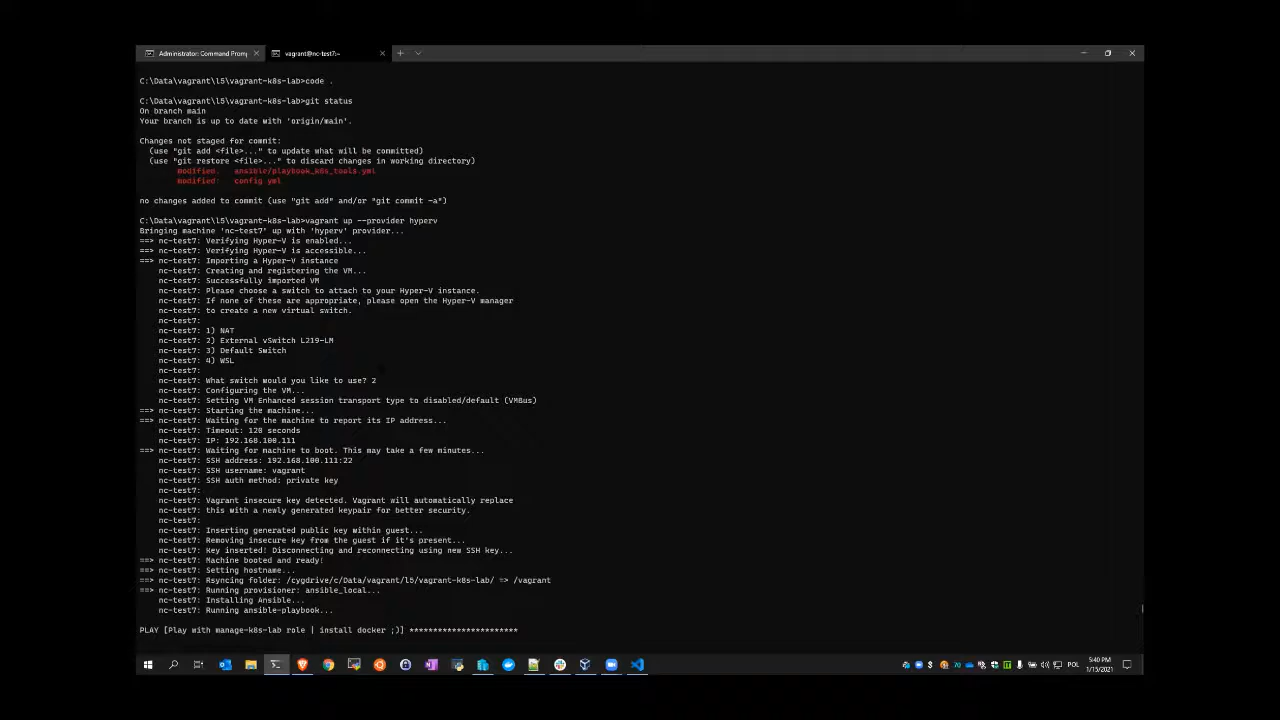 Administrator: Command Promp
vagrant@nc-test7:~
C:\Data\vagrant\l5\vagrant-k8s-lab>code .
C:\Data\vagrant\l5\vagrant-k8s-lab>git status
On branch main
Your branch is up to date with 'origin/main'.
Changes not staged for commit:
(use "git add <file>..." to update what will be committed)
(use "git restore <file>..." to discard changes in working directory)
modified: ansible/playbook_k8s_tools.yml
modified: config yml
no changes added to commit (use "git add" and/or "git commit -a")
C:\Data\vagrant\l5\vagrant-k8s-lab>vagrant up --provider hyperv
Bringing machine 'nc-test7' up with 'hyperv' provider...
==> nc-test7: Verifying Hyper-V is enabled...
==> nc-test7: Verifying Hyper-V is accessible...
==> nc-test7: Importing a Hyper-V instance
nc-test7: Creating and registering the VM...
nc-test7: Successfully imported VM
nc-test7: Please choose a switch to attach to your Hyper-V instance.
nc-test7: If none of these are appropriate, please open the Hyper-V manager
nc-test7: to create a new virtual switch.
nc-test7:
nc-test7: 1) NAT
nc-test7: 2) External vSwitch L219-LM
nc-test7: 3) Default Switch
nc-test7: 4) WSL
nc-test7:
nc-test7: What switch would you like to use? 2
nc-test7: Configuring the VM...
nc-test7: Setting VM Enhanced session transport type to disabled/default (VMBus)
==> nc-test7: Starting the machine...
==> nc-test7: Waiting for the machine to report its IP address...
nc-test7: Timeout: 120 seconds
nc-test7: IP: 192.168.100.111
==> nc-test7: Waiting for machine to boot. This may take a few minutes...
nc-test7: SSH address: 192.168.100.111:22
nc-test7: SSH username: vagrant
nc-test7: SSH auth method: private key
nc-test7:
nc-test7: Vagrant insecure key detected. Vagrant will automatically replace
nc-test7: this with a newly generated keypair for better security.
nc-test7:
nc-test7: Inserting generated public key within guest...
nc-test7: Removing insecure key from the guest if it's present...
nc-test7: Key inserted! Disconnecting and reconnecting using new SSH key...
==> nc-test7: Machine booted and ready!
==> nc-test7: Setting hostname...
==> nc-test7: Rsyncing folder: /cygdrive/c/Data/vagrant/l5/vagrant-k8s-lab/ => /vagrant
==> nc-test7: Running provisioner: ansible_local...
nc-test7: Installing Ansible...
nc-test7: Running ansible-playbook...
PLAY [Play with manage-k8s-lab role | install docker ;)] ***********************
70
POL
5:40 PM
1/15/2021